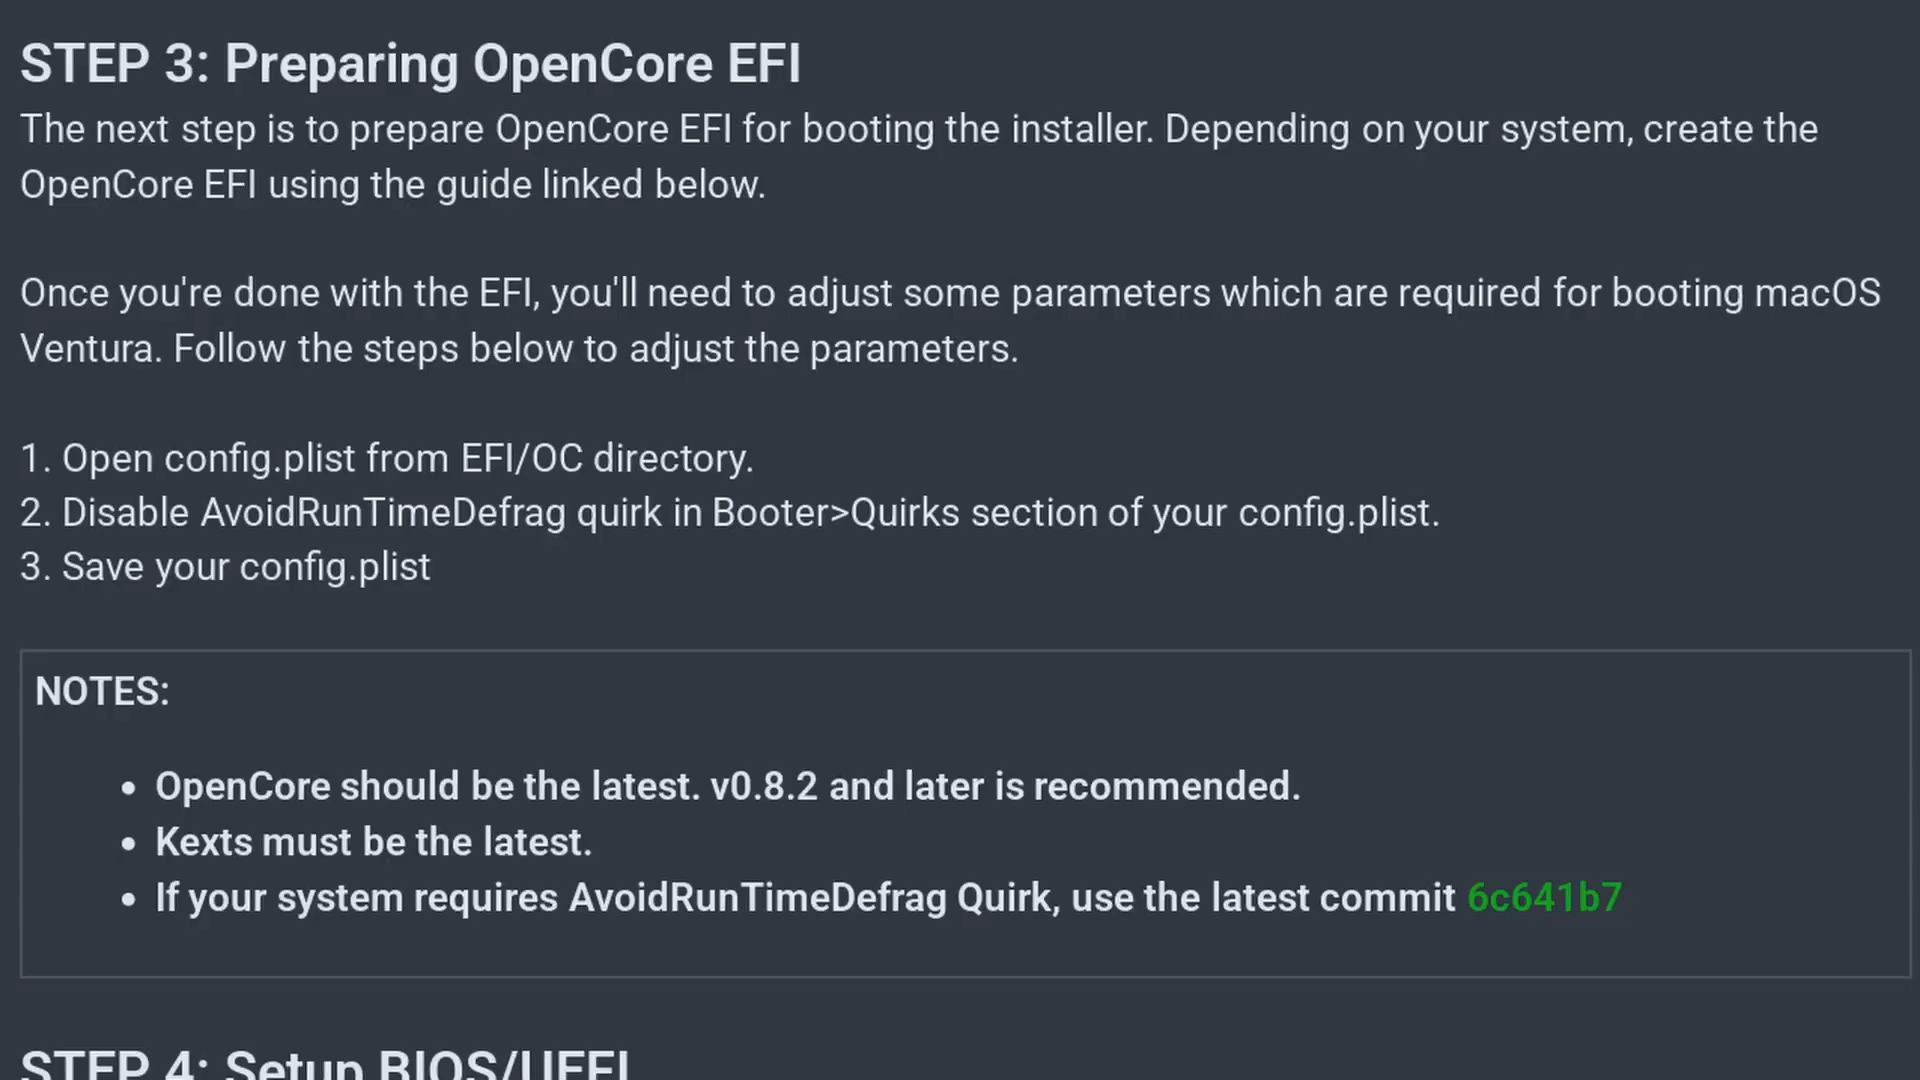 STEP 3: Preparing OpenCore EFI
The next step is to prepare OpenCore EFI for booting the installer. Depending on your system, create the
OpenCore EFI using the guide linked below.
Once you're done with the EFI, you'll need to adjust some parameters which are required for booting macOS
Ventura. Follow the steps below to adjust the parameters.
1. Open config.plist from EFI/OC directory.
2. Disable AvoidRunTimeDefrag quirk in Booter>Quirks section of your config.plist.
3. Save your config.plist
NOTES:
• OpenCore should be the latest. v0.8.2 and later is recommended.
• Kexts must be the latest.
• If your system requires AvoidRunTimeDefrag Quirk, use the latest commit 6c641b7
STEP 4: Setup BIOS/UEFI